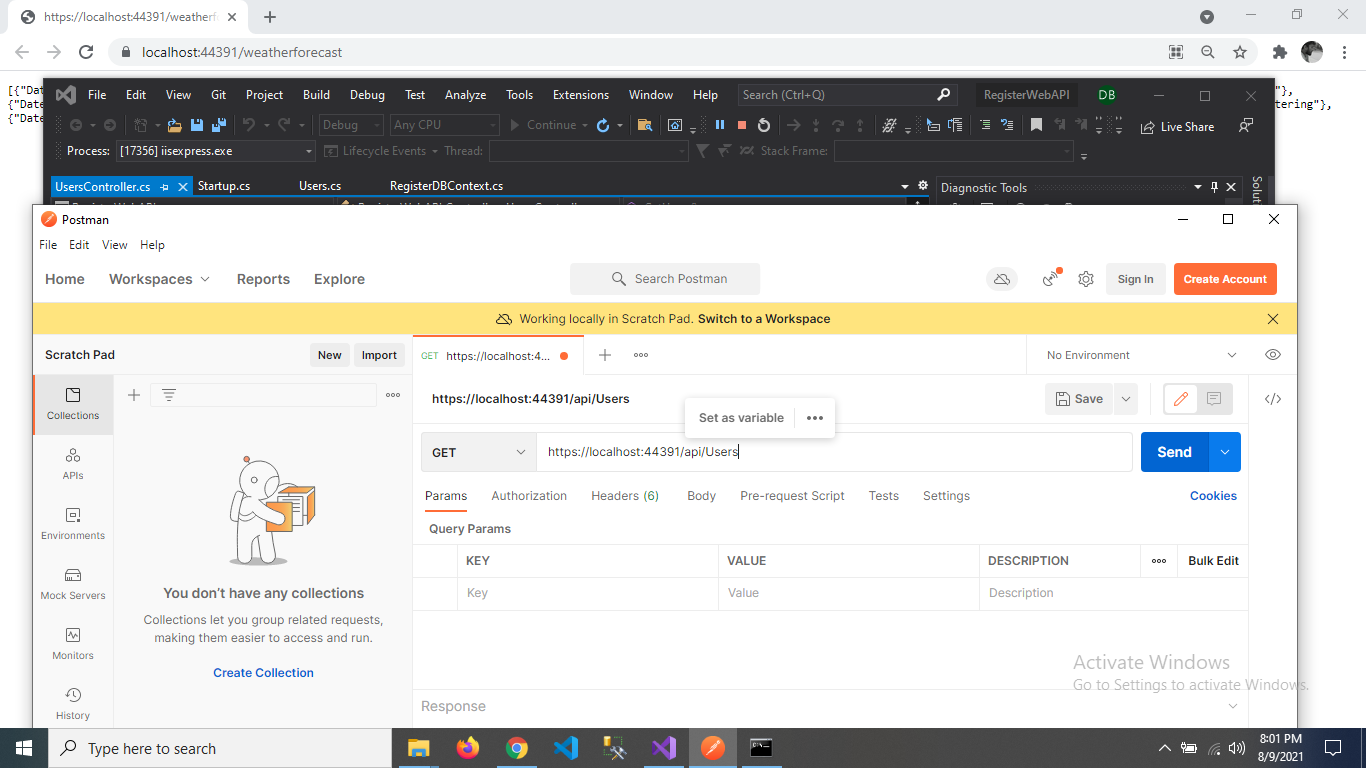 https://localhost:44391/weatherf
localhost:44391/weatherforecast
[{"Dat
"},
{"Date
tering"},
{"Date
File Edit View Git Project Build Debug Test Analyze Tools Extensions Window Help Search (Ctrl+Q) RegisterWebAPI DB
Debug Any CPU Continue Live Share
Process: [17356] iisexpress.exe Lifecycle Events Thread: Stack Frame:
UsersController.cs Startup.cs Users.cs RegisterDBContext.cs Diagnostic Tools
Solut
Postman
File Edit View Help
Home Workspaces Reports Explore Search Postman Sign In Create Account
Working locally in Scratch Pad. Switch to a Workspace
Scratch Pad New Import GET https://localhost:4... No Environment
Collections
https://localhost:44391/api/Users Save
Set as variable
GET https://localhost:44391/api/Users Send
APIs
Params Authorization Headers (6) Body Pre-request Script Tests Settings Cookies
Query Params
Environments
KEY VALUE DESCRIPTION Bulk Edit
Key Value Description
Mock Servers
You don't have any collections
Collections let you group related requests,
making them easier to access and run.
Monitors
Create Collection
Activate Windows
Go to Settings to activate Windows.
History
Response
Type here to search
8:01 PM
8/9/2021